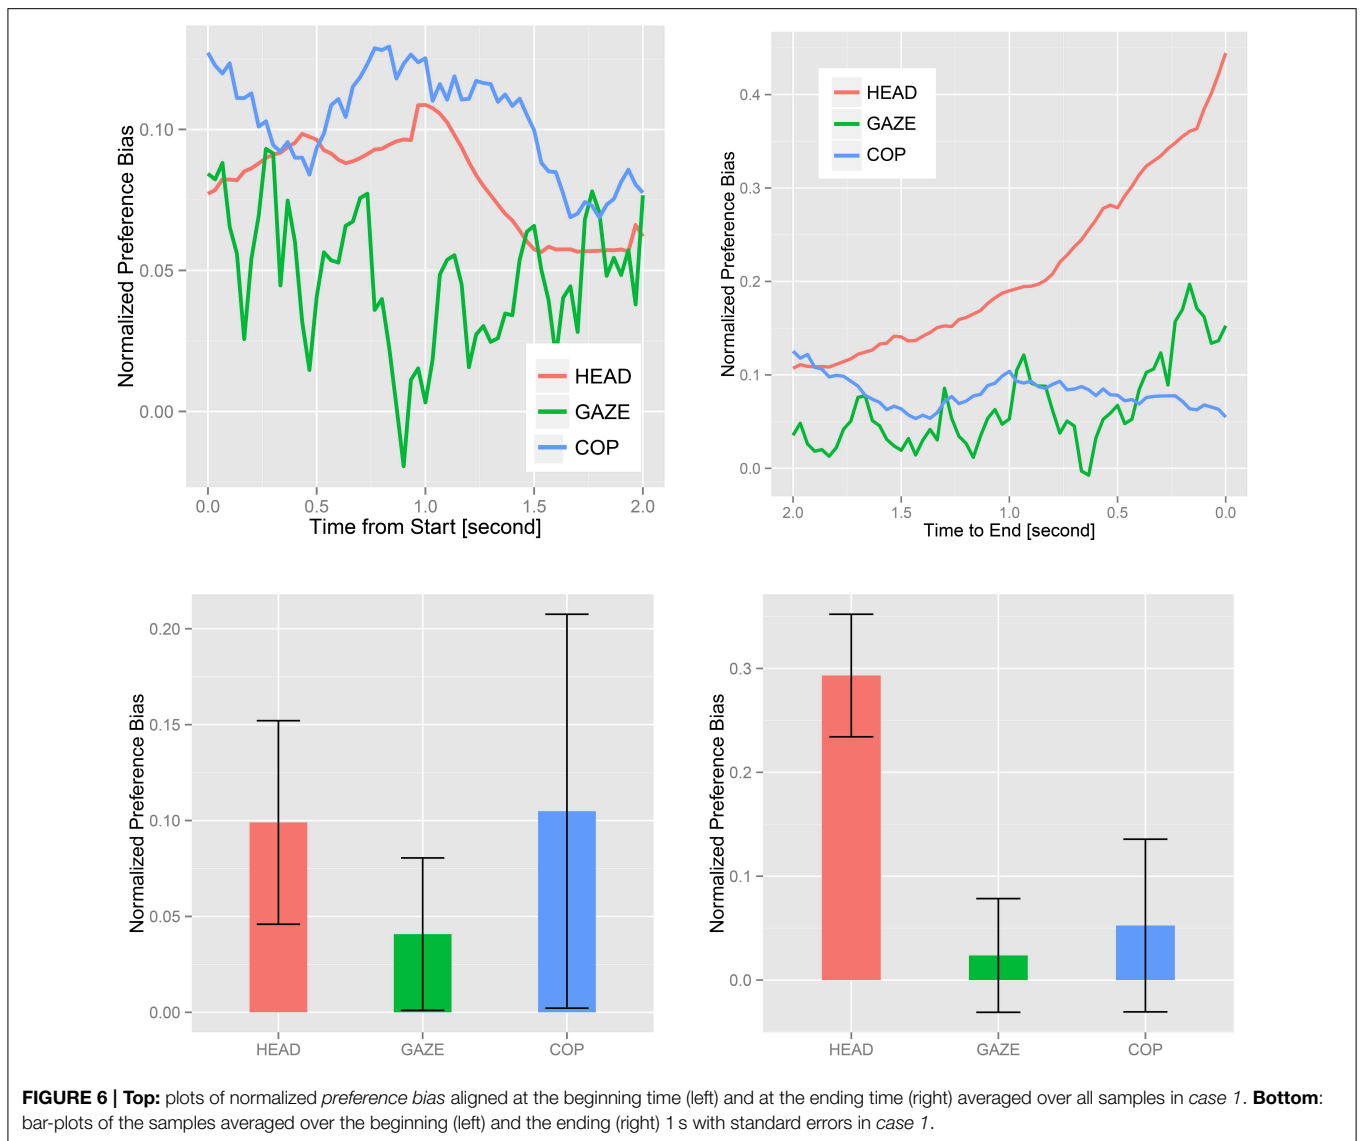 Normalized Preference Bias
0.10
0.05
0.00
0.0 0.5 1.0 1.5 2.0
Time from Start [second]
HEAD
GAZE
COP
Normalized Preference Bias
0.4
0.3
0.2
0.1
0.0
2.0 1.5 1.0 0.5 0.0
Time to End [second]
HEAD
GAZE
COP
Normalized Preference Bias
0.20
0.15
0.10
0.05
0.00
HEAD GAZE COP
Normalized Preference Bias
0.3
0.2
0.1
0.0
HEAD GAZE COP
FIGURE 6 | Top: plots of normalized preference bias aligned at the beginning time (left) and at the ending time (right) averaged over all samples in case 1. Bottom:
bar-plots of the samples averaged over the beginning (left) and the ending (right) 1 s with standard errors in case 1.